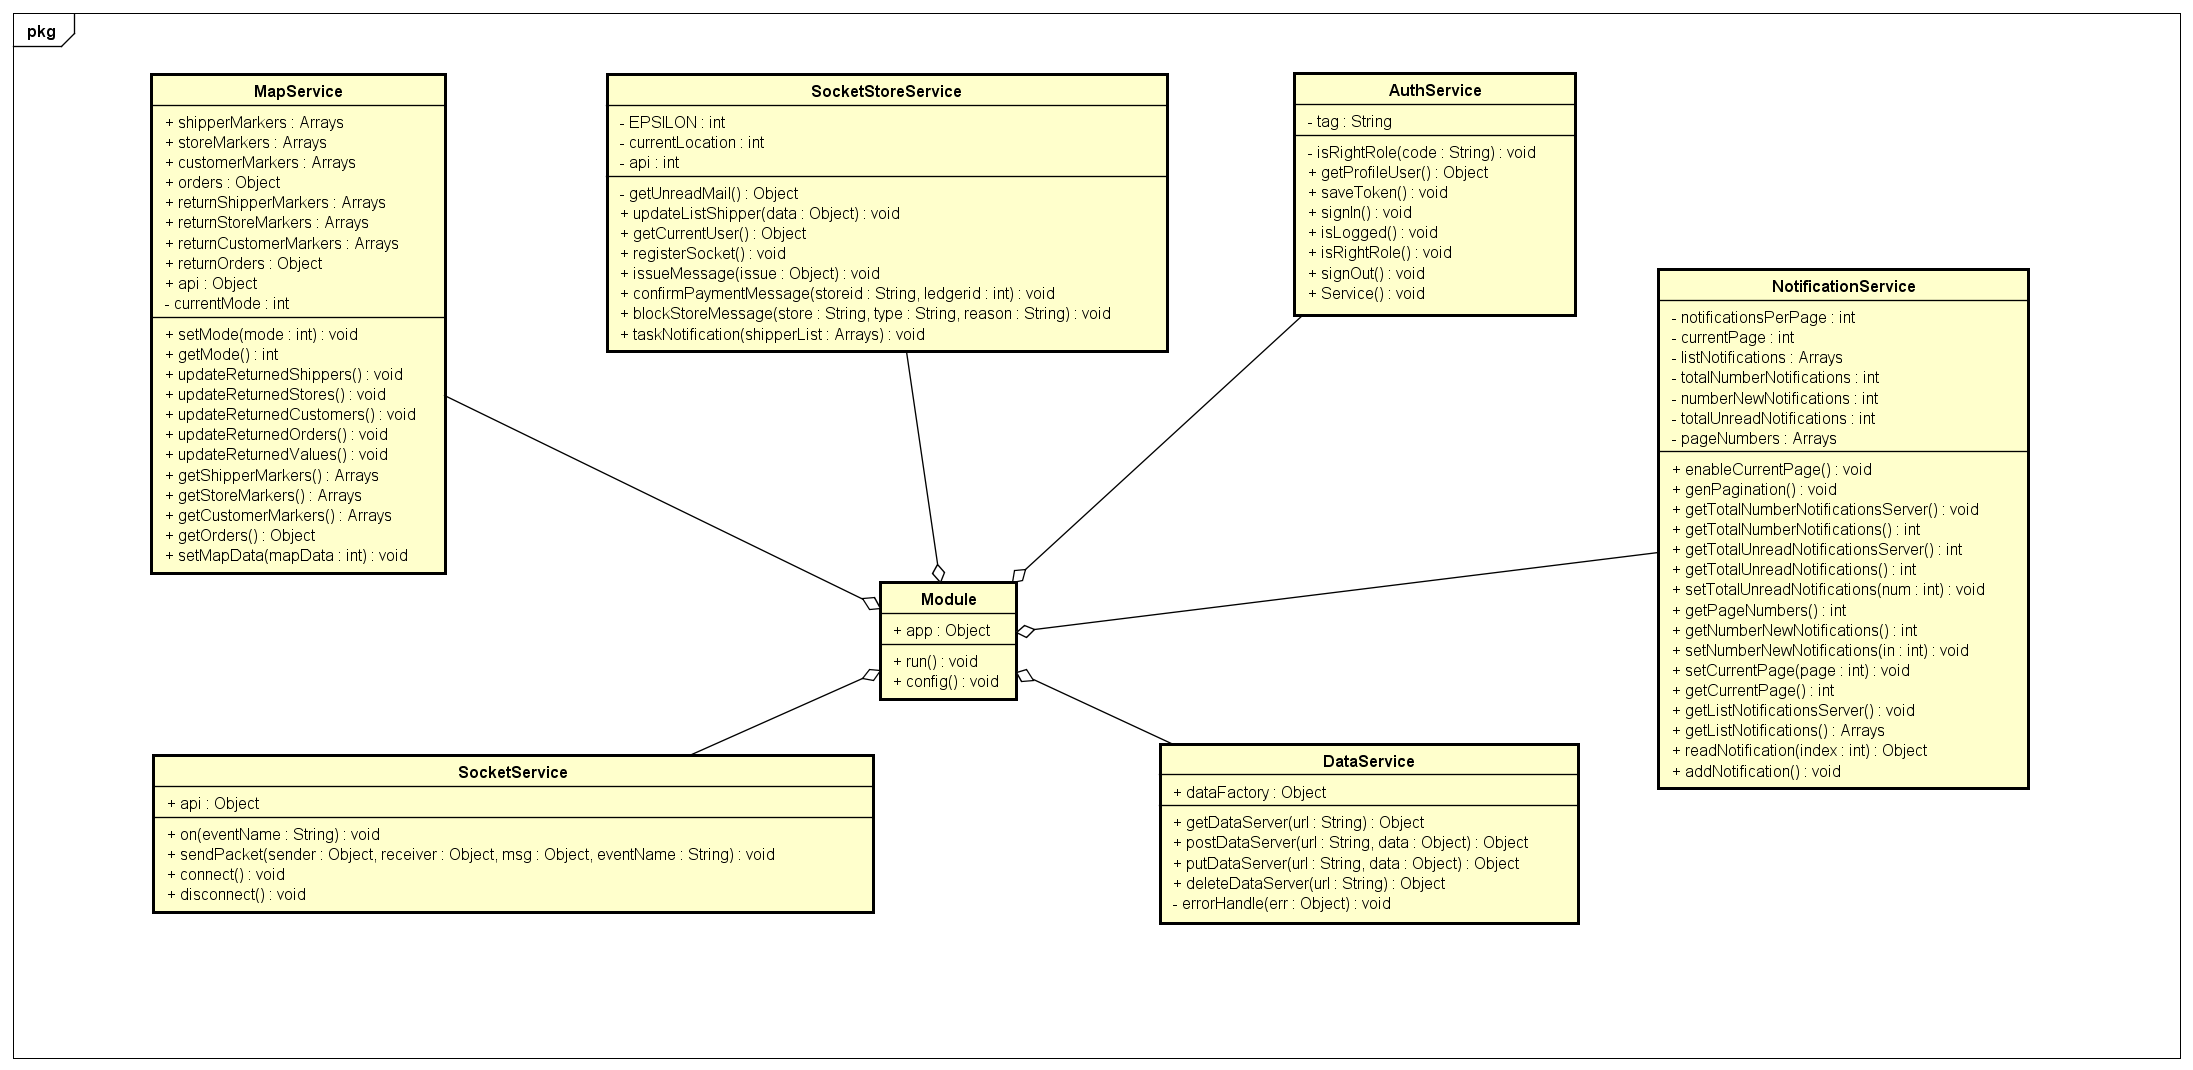 pkg
MapService
+ shipperMarkers : Arrays
+ storeMarkers : Arrays
+ customerMarkers : Arrays
+ orders : Object
+ returnShipperMarkers : Arrays
+ returnStoreMarkers : Arrays
+ returnCustomerMarkers : Arrays
+ returnOrders : Object
+ api : Object
- currentMode : int
+ setMode(mode : int) : void
+ getMode() : int
+ updateReturnedShippers() : void
+ updateReturnedStores() : void
+ updateReturnedCustomers() : void
+ updateReturnedOrders() : void
+ updateReturnedValues() : void
+ getShipperMarkers() : Arrays
+ getStoreMarkers() : Arrays
+ getCustomerMarkers() : Arrays
+ getOrders() : Object
+ setMapData(mapData : int) : void
SocketStoreService
- EPSILON : int
- currentLocation : int
- api : int
- getUnreadMail() : Object
+ updateListShipper(data : Object) : void
+ getCurrentUser() : Object
+ registerSocket() : void
+ issueMessage(issue : Object) : void
+ confirmPaymentMessage(storeid : String, ledgerid : int) : void
+ blockStoreMessage(store : String, type : String, reason : String) : void
+ taskNotification(shipperList : Arrays) : void
AuthService
- tag : String
- isRightRole(code : String) : void
+ getProfileUser() : Object
+ saveToken() : void
+ signIn() : void
+ isLogged() : void
+ isRightRole() : void
+ signOut() : void
+ Service() : void
NotificationService
- notificationsPerPage : int
- currentPage : int
- listNotifications : Arrays
- totalNumberNotifications : int
- numberNewNotifications : int
- totalUnreadNotifications : int
- pageNumbers : Arrays
+ enableCurrentPage() : void
+ genPagination() : void
+ getTotalNumberNotificationsServer() : void
+ getTotalNumberNotifications() : int
+ getTotalUnreadNotificationsServer() : int
+ getTotalUnreadNotifications() : int
+ setTotalUnreadNotifications(num : int) : void
+ getPageNumbers() : int
+ getNumberNewNotifications() : int
+ setNumberNewNotifications(in : int) : void
+ setCurrentPage(page : int) : void
+ getCurrentPage() : int
+ getListNotificationsServer() : void
+ getListNotifications() : Arrays
+ readNotification(index : int) : Object
+ addNotification() : void
Module
+ app : Object
+ run() : void
+ config() : void
SocketService
+ api : Object
+ on(eventName : String) : void
+ sendPacket(sender : Object, receiver : Object, msg : Object, eventName : String) : void
+ connect() : void
+ disconnect() : void
DataService
+ dataFactory : Object
+ getDataServer(url : String) : Object
+ postDataServer(url : String, data : Object) : Object
+ putDataServer(url : String, data : Object) : Object
+ deleteDataServer(url : String) : Object
- errorHandle(err : Object) : void